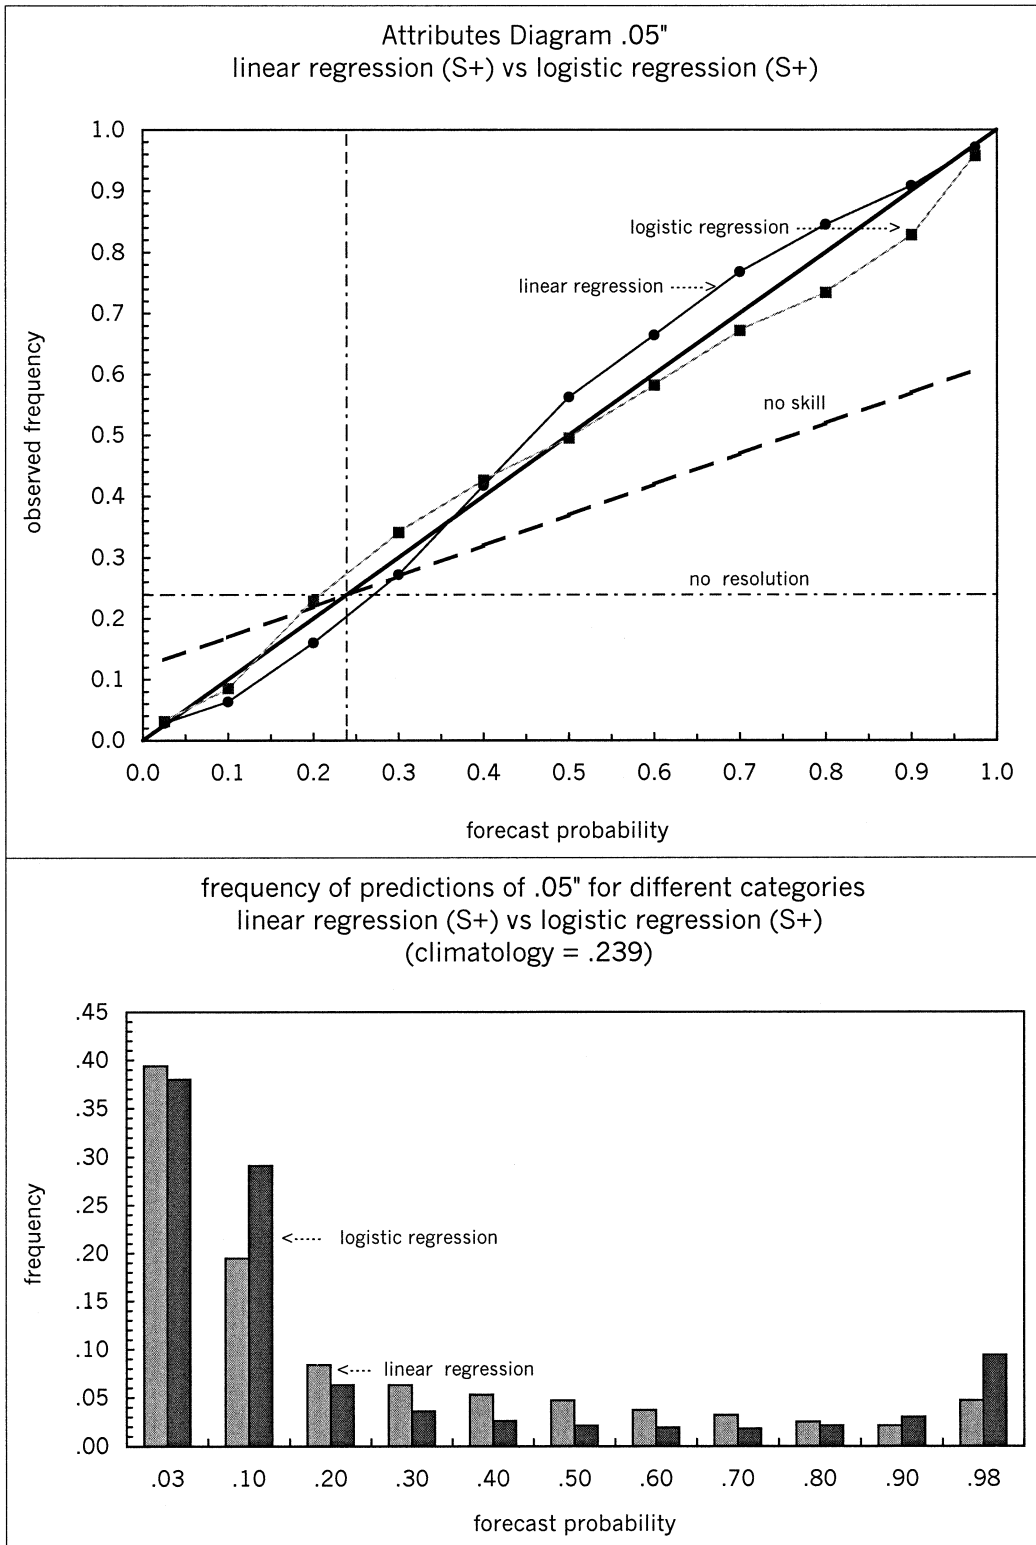 Attributes Diagram .05"
linear regression (S+) vs logistic regression (S+)
1.0
0.9
0.8
0.7
0.6
0.5
0.4
0.3
0.2
0.1
0.0
observed frequency
logistic regression
linear regression
no skill
no resolution
0.0 0.1 0.2 0.3 0.4 0.5 0.6 0.7 0.8 0.9 1.0
forecast probability
frequency of predictions of .05" for different categories
linear regression (S+) vs logistic regression (S+)
(climatology = .239)
.45
.40
.35
.30
.25
.20
.15
.10
.05
.00
frequency
logistic regression
linear regression
.03 .10 .20 .30 .40 .50 .60 .70 .80 .90 .98
forecast probability